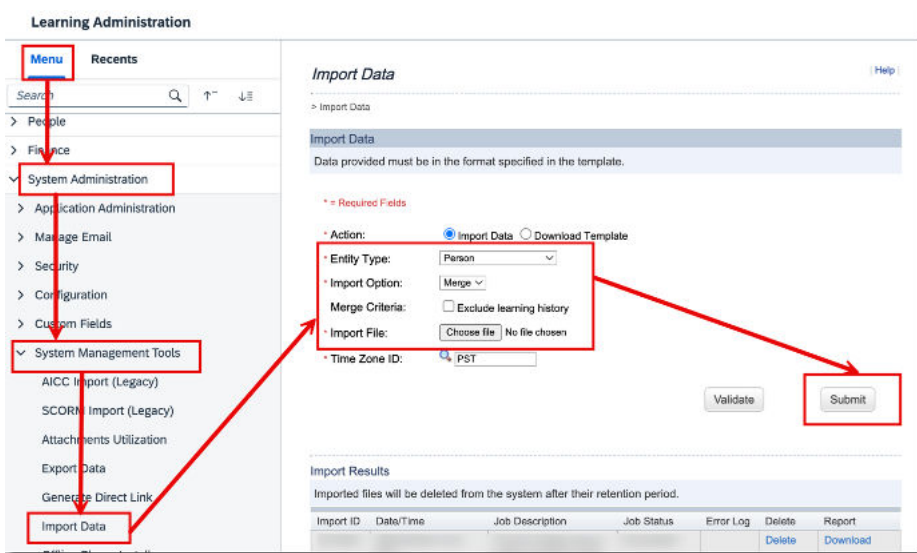 Learning Administration
Menu Recents
Search
People
Finance
System Administration
Application Administration
Manage Email
Security
Configuration
Custom Fields
System Management Tools
AICC Import (Legacy)
SCORM Import (Legacy)
Attachments Utilization
Export Data
Generate Direct Link
Import Data
Import Data
Help
> Import Data
Import Data
Data provided must be in the format specified in the template.
* = Required Fields
* Action: Import Data Download Template
* Entity Type: Person
* Import Option: Merge
Merge Criteria: Exclude learning history
* Import File: Choose file No file chosen
* Time Zone ID: PST
Validate Submit
Import Results
Imported files will be deleted from the system after their retention period.
Import ID Date/Time Job Description Job Status Error Log Delete Report
Delete Download